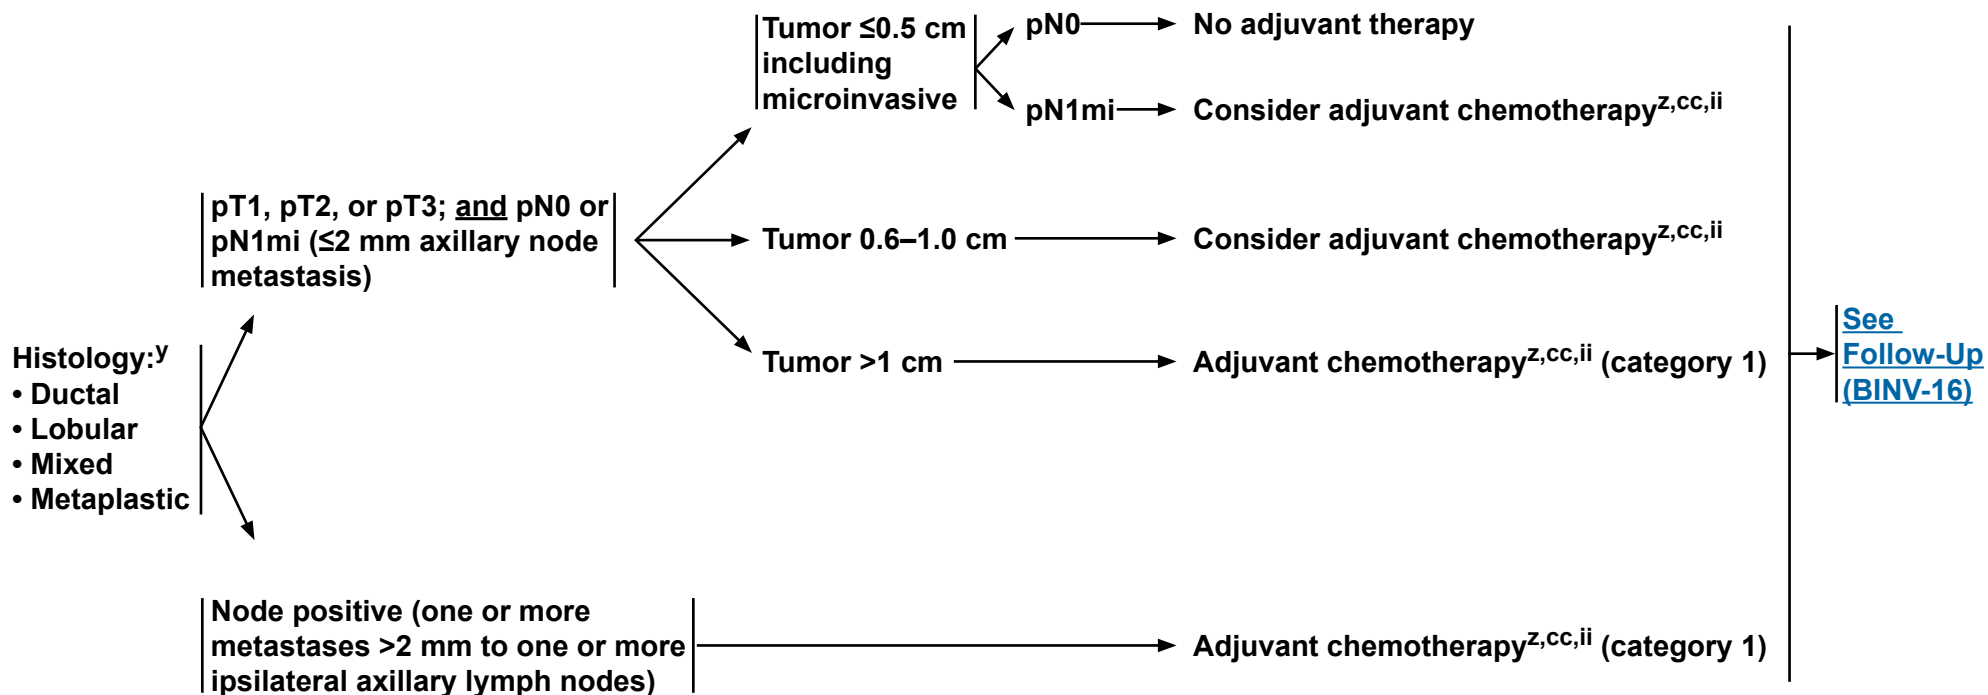 Histology:y
• Ductal
• Lobular
• Mixed
• Metaplastic
pT1, pT2, or pT3; and pN0 or
pN1mi (≤2 mm axillary node
metastasis)
Tumor ≤0.5 cm
including
microinvasive
pN0
No adjuvant therapy
pN1mi
Consider adjuvant chemotherapyz,cc,ii
Tumor 0.6–1.0 cm
Consider adjuvant chemotherapyz,cc,ii
Tumor >1 cm
Adjuvant chemotherapyz,cc,ii (category 1)
Node positive (one or more
metastases >2 mm to one or more
ipsilateral axillary lymph nodes)
Adjuvant chemotherapyz,cc,ii (category 1)
See
Follow-Up
(BINV-16)